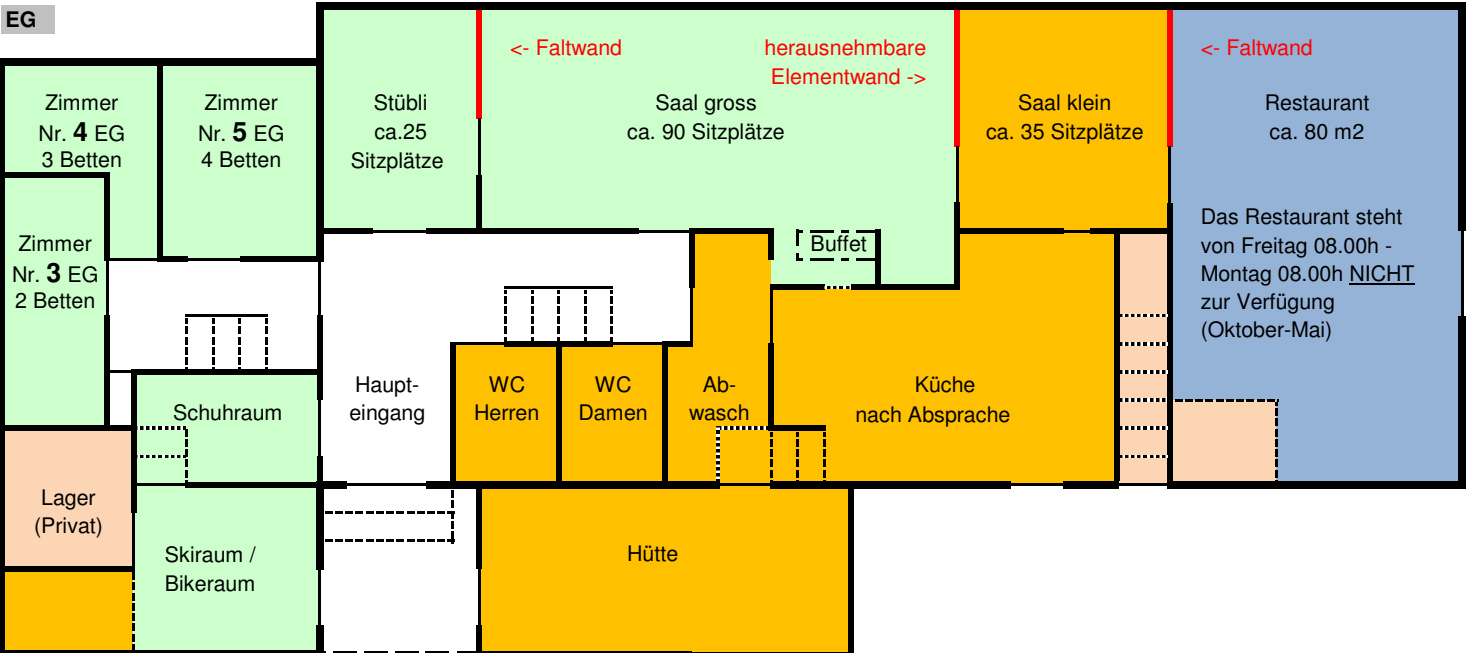 EG
<- Faltwand
herausnehmbare
Elementwand ->
<- Faltwand
Zimmer
Nr. 4 EG
3 Betten
Zimmer
Nr. 5 EG
4 Betten
Stübli
ca.25
Sitzplätze
Saal gross
ca. 90 Sitzplätze
Saal klein
ca. 35 Sitzplätze
Restaurant
ca. 80 m2
Das Restaurant steht
von Freitag 08.00h -
Montag 08.00h NICHT
zur Verfügung
(Oktober-Mai)
Zimmer
Nr. 3 EG
2 Betten
Buffet
Schuhraum
Haupt-
eingang
WC
Herren
WC
Damen
Ab-
wasch
Küche
nach Absprache
Lager
(Privat)
Skiraum /
Bikeraum
Hütte